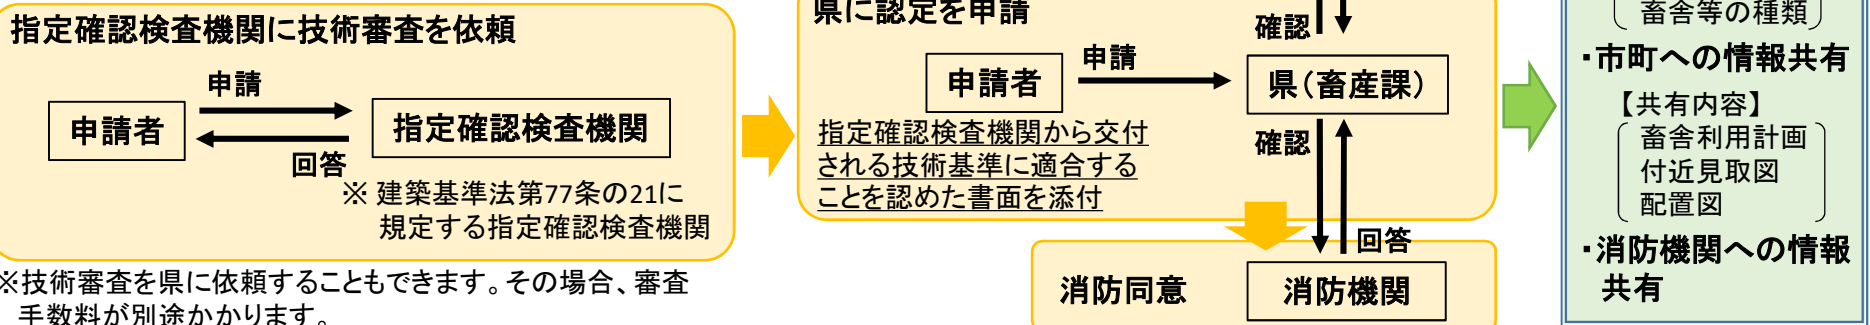 指定確認検査機関に技術審査を依頼
申請
申請者
指定確認検査機関
回答
※ 建築基準法第77条の21に
規定する指定確認検査機関
※技術審査を県に依頼することもできます。その場合、審査
手数料が別途かかります。
県に認定を申請
確認
申請
申請者
県(畜産課)
指定確認検査機関から交付
される技術基準に適合する
ことを認めた書面を添付
確認
回答
消防同意
消防機関
畜舎等の種類
・市町への情報共有
【共有内容】
畜舎利用計画
付近見取図
配置図
・消防機関への情報
共有